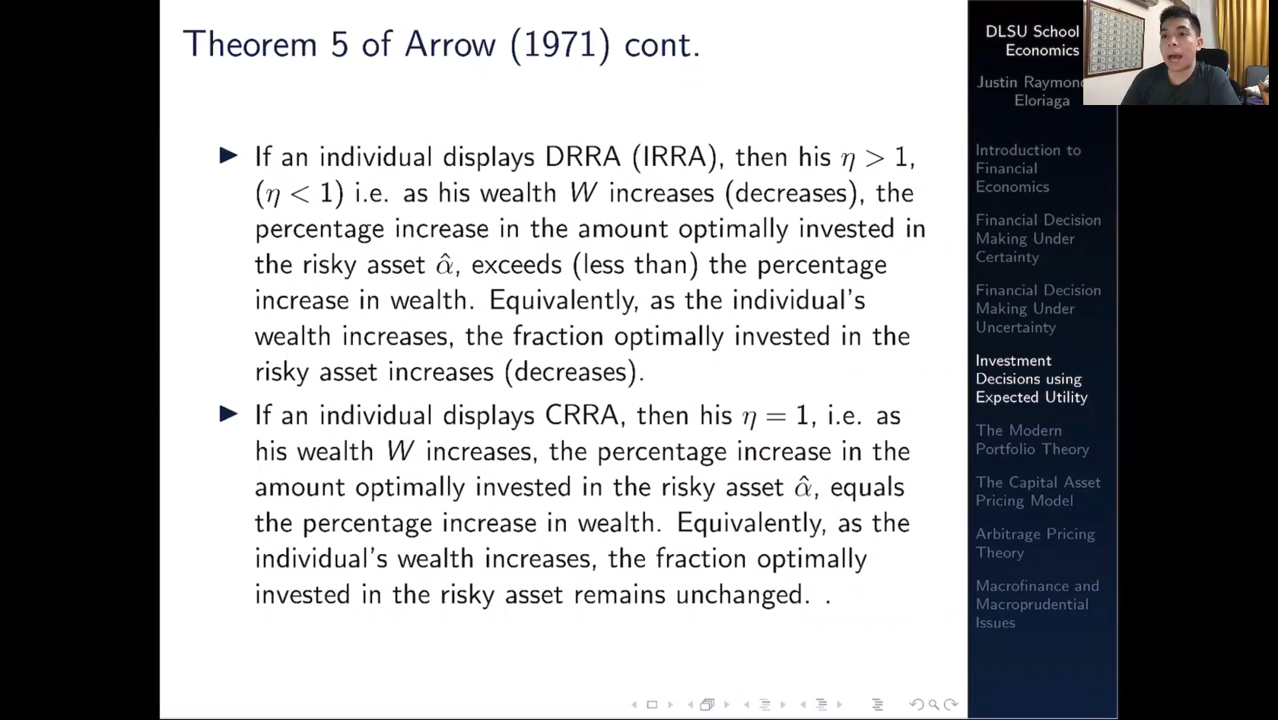 Theorem 5 of Arrow (1971) cont.
▶ If an individual displays DRRA (IRRA), then his η > 1,
(η < 1) i.e. as his wealth W increases (decreases), the
percentage increase in the amount optimally invested in
the risky asset α̂, exceeds (less than) the percentage
increase in wealth. Equivalently, as the individual's
wealth increases, the fraction optimally invested in the
risky asset increases (decreases).
▶ If an individual displays CRRA, then his η = 1, i.e. as
his wealth W increases, the percentage increase in the
amount optimally invested in the risky asset α̂, equals
the percentage increase in wealth. Equivalently, as the
individual's wealth increases, the fraction optimally
invested in the risky asset remains unchanged. .
DLSU School
Economics
Justin Raymon
Eloriaga
Introduction to
Financial
Economics
Financial Decision
Making Under
Certainty
Financial Decision
Making Under
Uncertainty
Investment
Decisions using
Expected Utility
The Modern
Portfolio Theory
The Capital Asset
Pricing Model
Arbitrage Pricing
Theory
Macrofinance and
Macroprudential
Issues